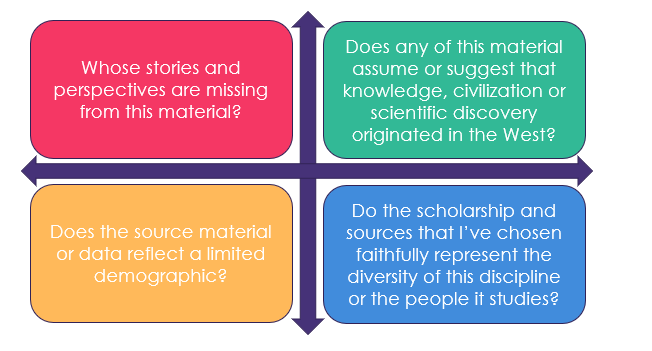 Whose stories and
perspectives are missing
from this material?
Does any of this material
assume or suggest that
knowledge, civilization or
scientific discovery
originated in the West?
Does the source material
or data reflect a limited
demographic?
Do the scholarship and
sources that I've chosen
faithfully represent the
diversity of this discipline
or the people it studies?